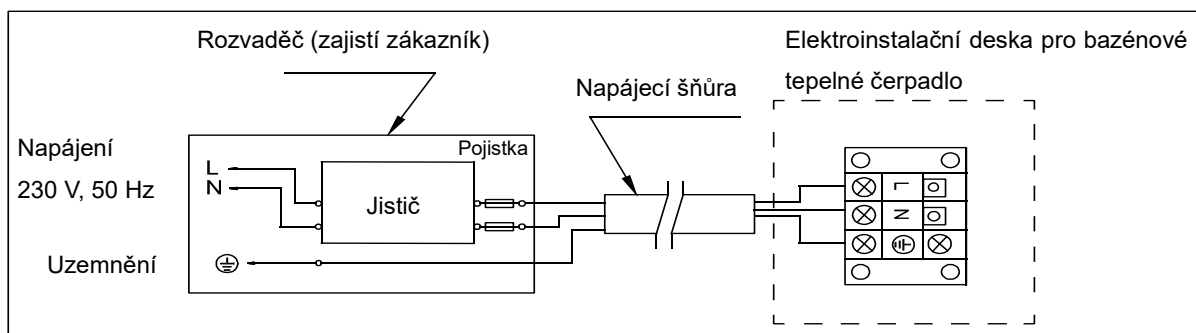 Rozvaděč (zajistí zákazník)
Elektroinstalační deska pro bazénové
tepelné čerpadlo
Napájecí šňůra
Napájení
230 V, 50 Hz
Pojistka
L
N
Jistič
Uzemnění
L
N